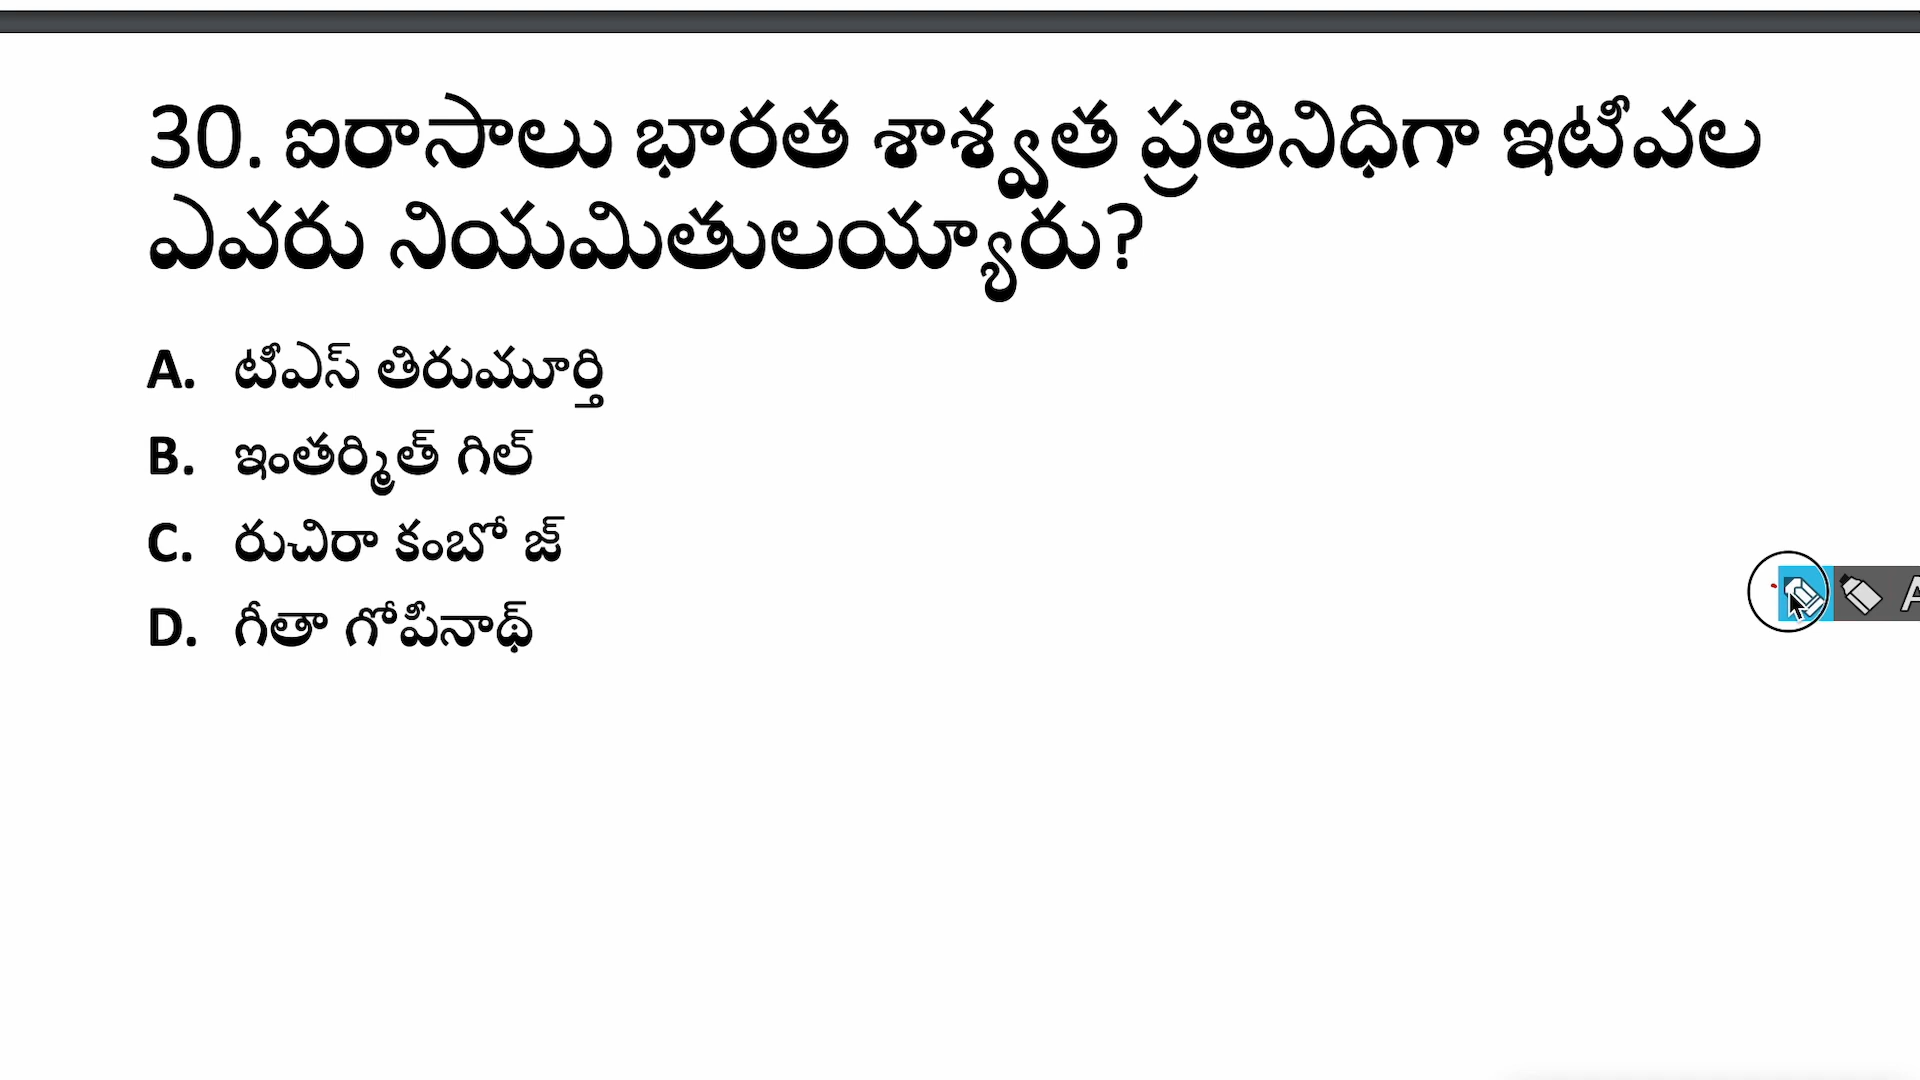 30. ఐరాసాలు భారత శాశ్వత ప్రతినిధిగా ఇటీవల
ఎవరు నియమితులయ్యారు?
A. టీఎస్ తిరుమూర్తి
B. ఇంతర్మిత్ గిల్
C. రుచిరా కంబో జ్
D. గీతా గోపీనాథ్